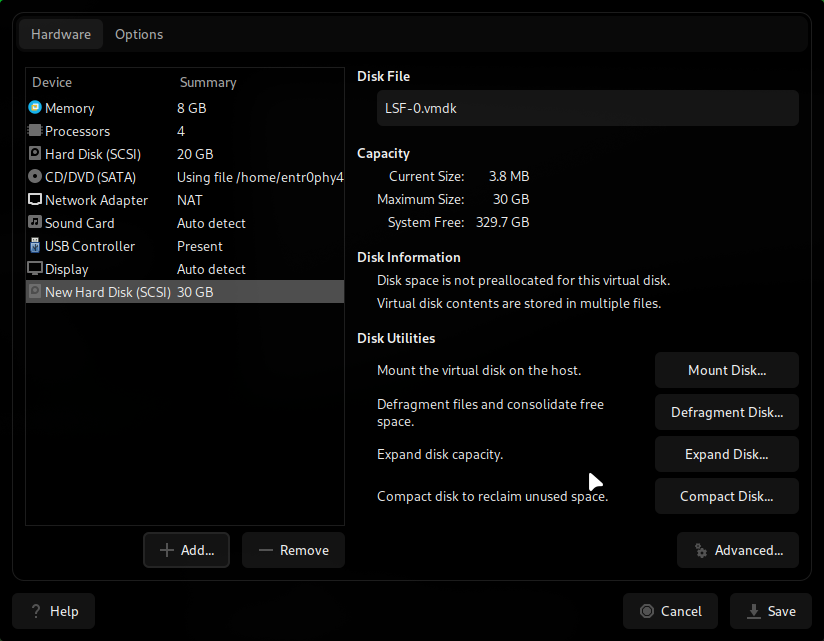 Hardware Options
Device Summary
Memory 8 GB
Processors 4
Hard Disk (SCSI) 20 GB
CD/DVD (SATA) Using file /home/entr0phy4
Network Adapter NAT
Sound Card Auto detect
USB Controller Present
Display Auto detect
New Hard Disk (SCSI) 30 GB
Add... Remove
Disk File
LSF-0.vmdk
Capacity
Current Size: 3.8 MB
Maximum Size: 30 GB
System Free: 329.7 GB
Disk Information
Disk space is not preallocated for this virtual disk.
Virtual disk contents are stored in multiple files.
Disk Utilities
Mount the virtual disk on the host. Mount Disk...
Defragment files and consolidate free
space. Defragment Disk...
Expand disk capacity. Expand Disk...
Compact disk to reclaim unused space. Compact Disk...
Advanced...
? Help Cancel Save